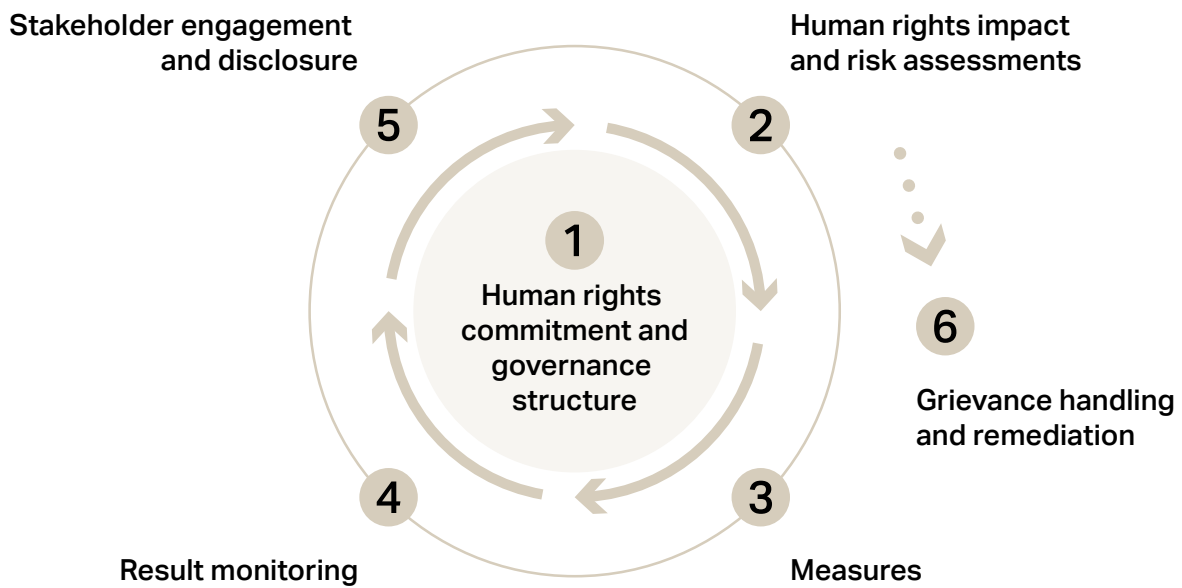 Stakeholder engagement
and disclosure
5
Human rights impact
and risk assessments
2
1
Human rights
commitment and
governance
structure
6
Grievance handling
and remediation
4
Result monitoring
3
Measures